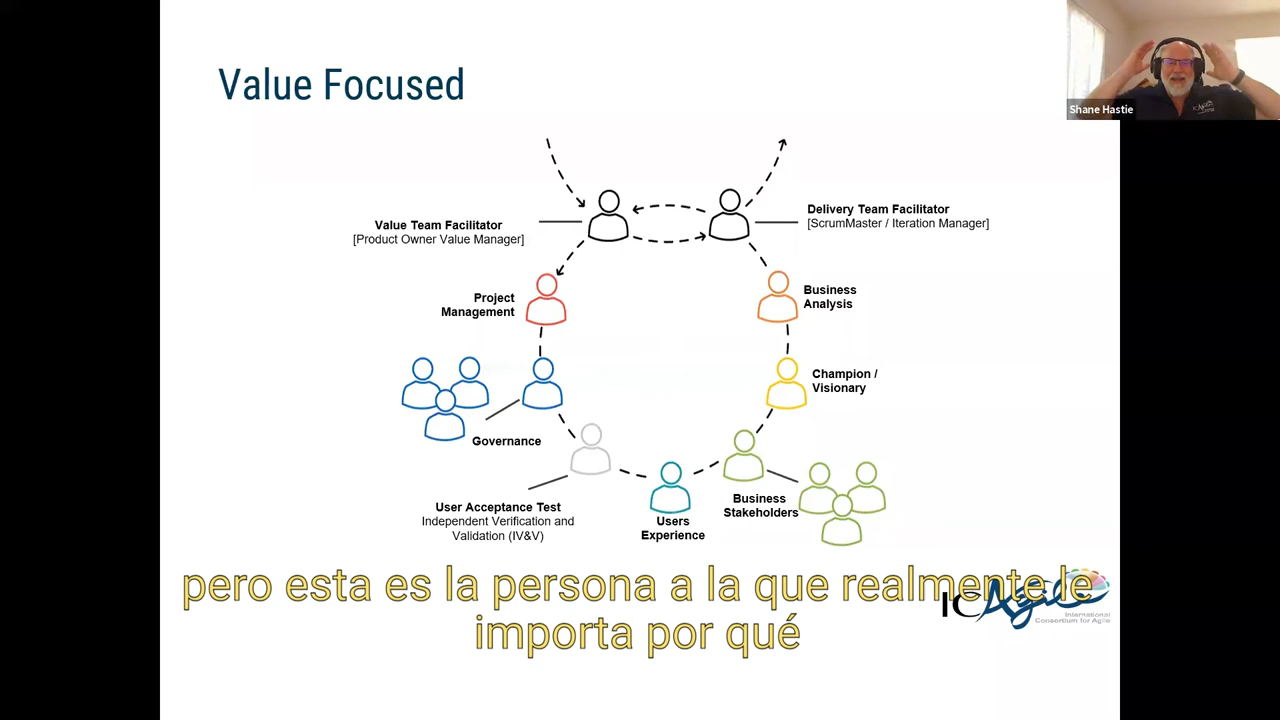 Value Focused
Shane Hastie
Value Team Facilitator
[Product Owner Value Manager]
Delivery Team Facilitator
[ScrumMaster / Iteration Manager]
Project
Management
Business
Analysis
Champion /
Visionary
Governance
User Acceptance Test
Independent Verification and
Validation (IV&V)
Users
Experience
Business
Stakeholders
pero esta es la persona a la que realmente le
importa por qué
ICAgile
International
Consortium for Agile